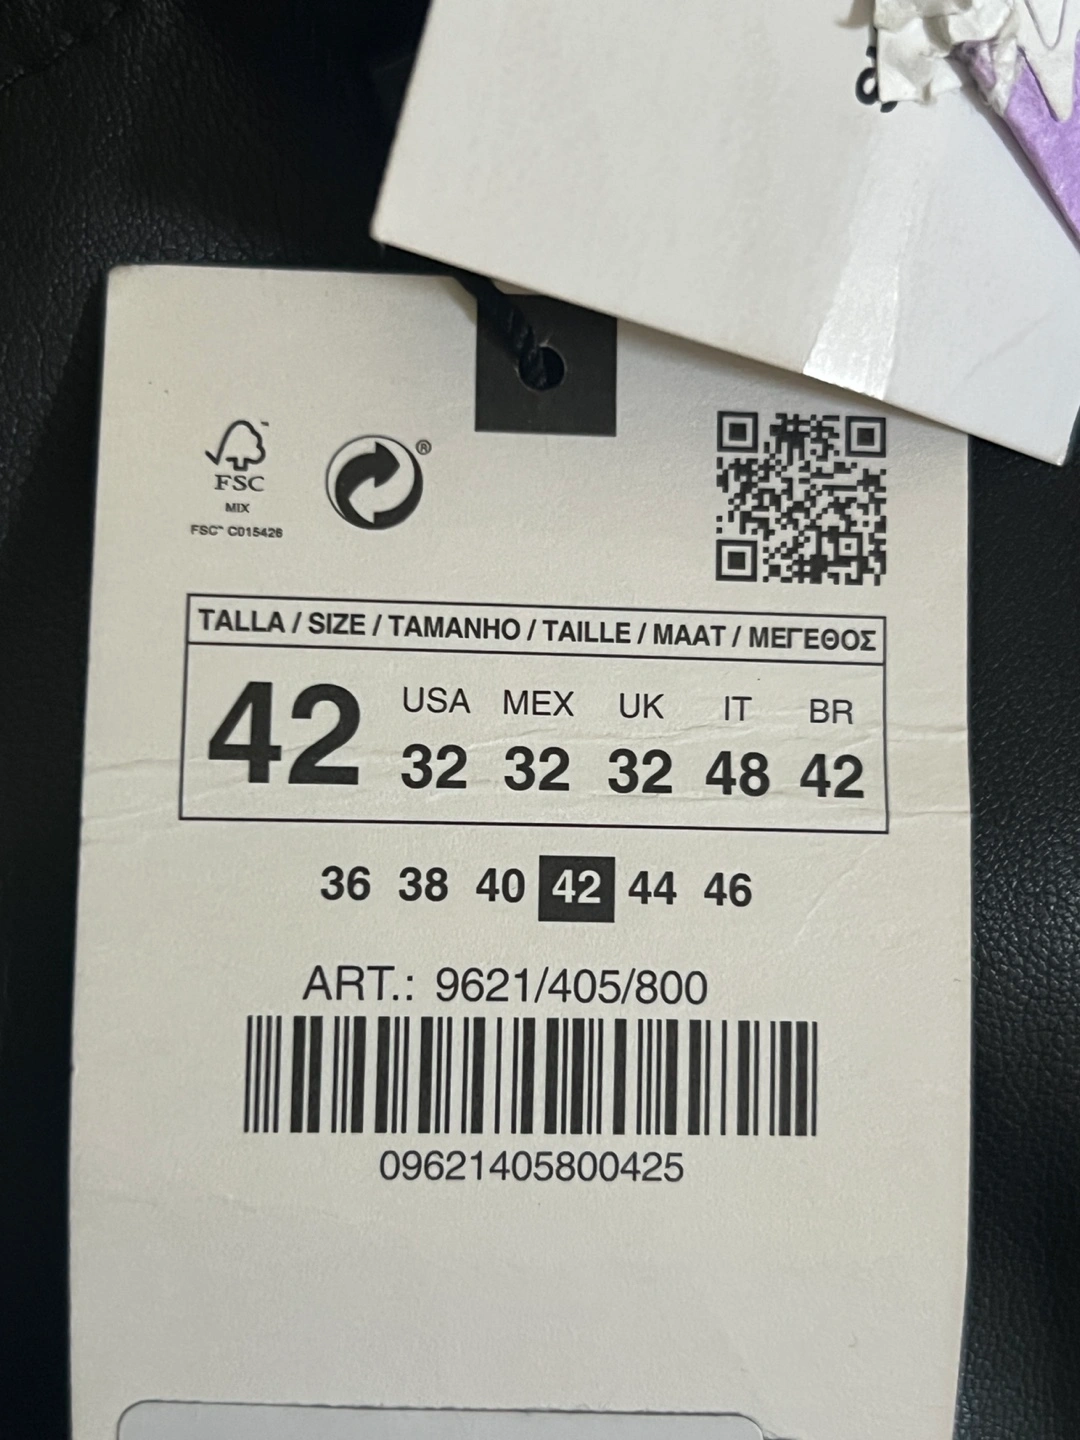 FSC™
MIX
FSC™ C015426
®
TALLA / SIZE / TAMANHO / TAILLE / MAAT / ΜΕΓΕΘΟΣ
42
USA MEX UK IT BR
32 32 32 48 42
36 38 40 42 44 46
ART.: 9621/405/800
09621405800425